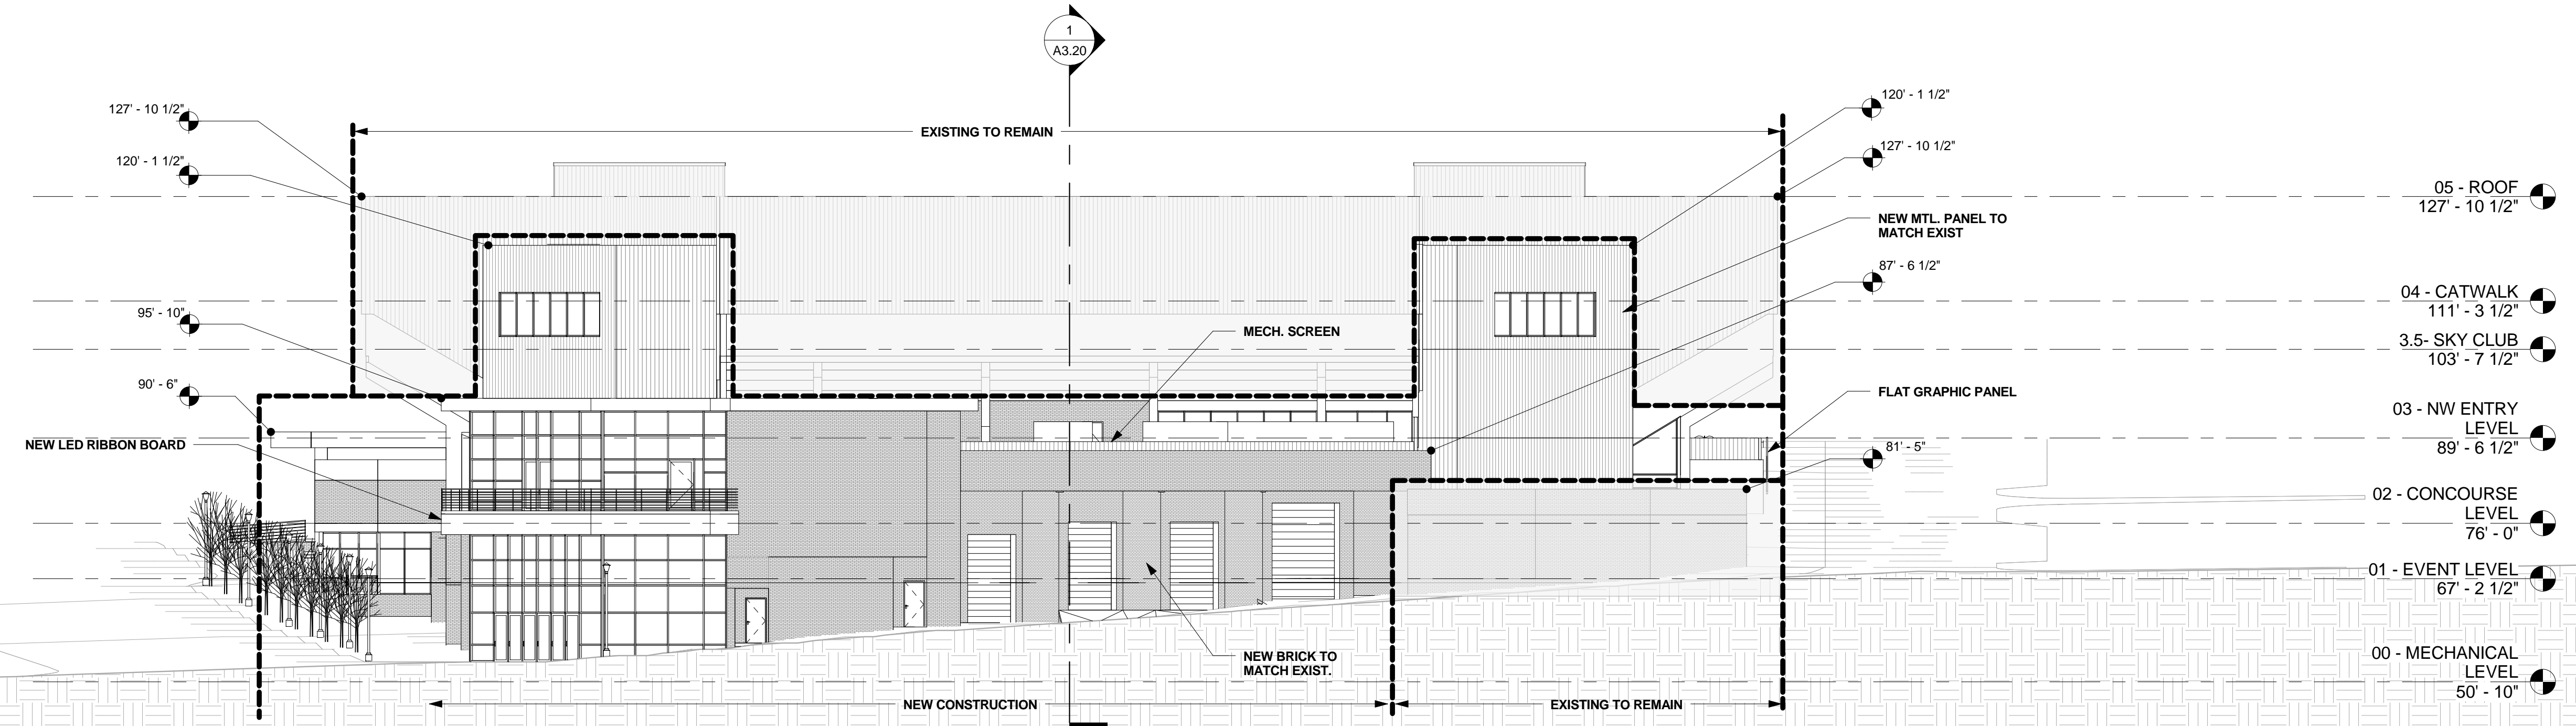 1
A3.20
127' - 10 1/2"
120' - 1 1/2"
EXISTING TO REMAIN
120' - 1 1/2"
127' - 10 1/2"
05 - ROOF
127' - 10 1/2"
NEW MTL. PANEL TO
MATCH EXIST
87' - 6 1/2"
04 - CATWALK
111' - 3 1/2"
95' - 10"
MECH. SCREEN
3.5- SKY CLUB
103' - 7 1/2"
90' - 6"
FLAT GRAPHIC PANEL
03 - NW ENTRY
LEVEL
89' - 6 1/2"
NEW LED RIBBON BOARD
81' - 5"
02 - CONCOURSE
LEVEL
76' - 0"
01 - EVENT LEVEL
67' - 2 1/2"
NEW BRICK TO
MATCH EXIST.
00 - MECHANICAL
LEVEL
50' - 10"
NEW CONSTRUCTION
EXISTING TO REMAIN